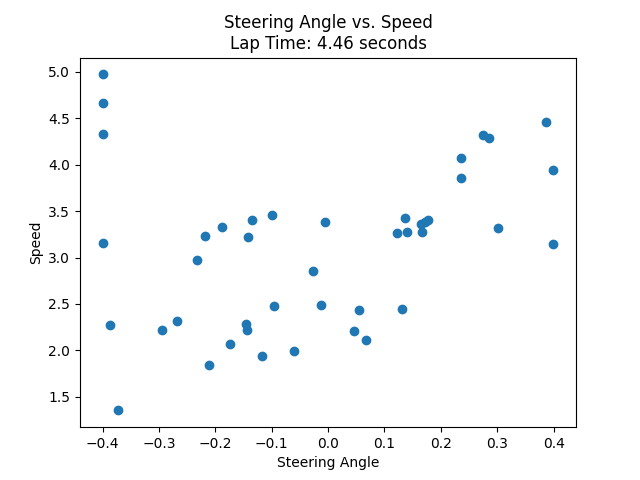 Steering Angle vs. Speed
Lap Time: 4.46 seconds
Speed
5.0
4.5
4.0
3.5
3.0
2.5
2.0
1.5
−0.4 −0.3 −0.2 −0.1 0.0 0.1 0.2 0.3 0.4
Steering Angle